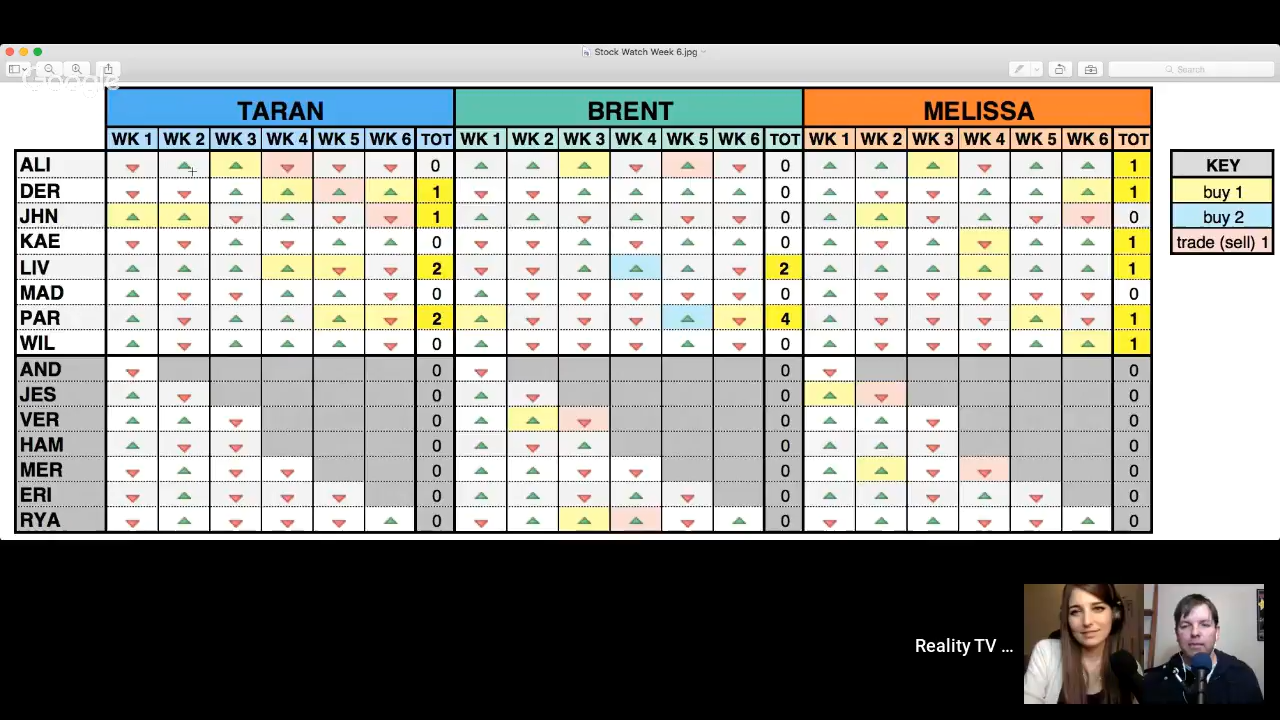 Stock Watch Week 6.jpg
Search
Google
TARAN BRENT MELISSA
WK 1 WK 2 WK 3 WK 4 WK 5 WK 6 TOT WK 1 WK 2 WK 3 WK 4 WK 5 WK 6 TOT WK 1 WK 2 WK 3 WK 4 WK 5 WK 6 TOT
ALI 0 0 1
DER 1 0 1
JHN 1 0 0
KAE 0 0 1
LIV 2 2 1
MAD 0 0 0
PAR 2 4 1
WIL 0 0 1
AND 0 0 0
JES 0 0 0
VER 0 0 0
HAM 0 0 0
MER 0 0 0
ERI 0 0 0
RYA 0 0 0
KEY
buy 1
buy 2
trade (sell) 1
Reality TV ...